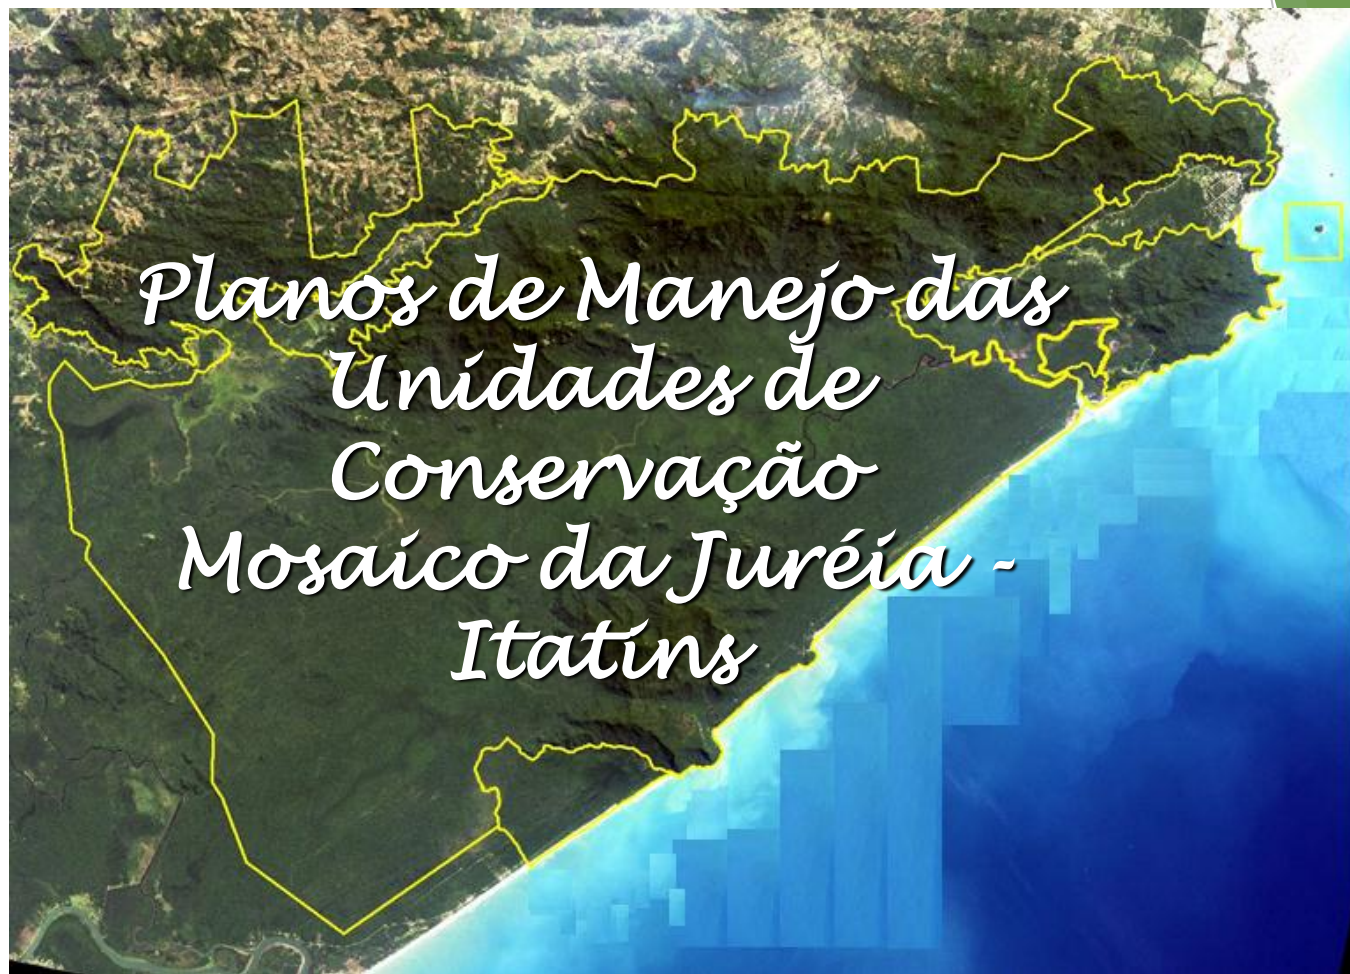 Planos de Manejo das
Unidades de
Conservação
Mosaico da Juréia -
Itatins